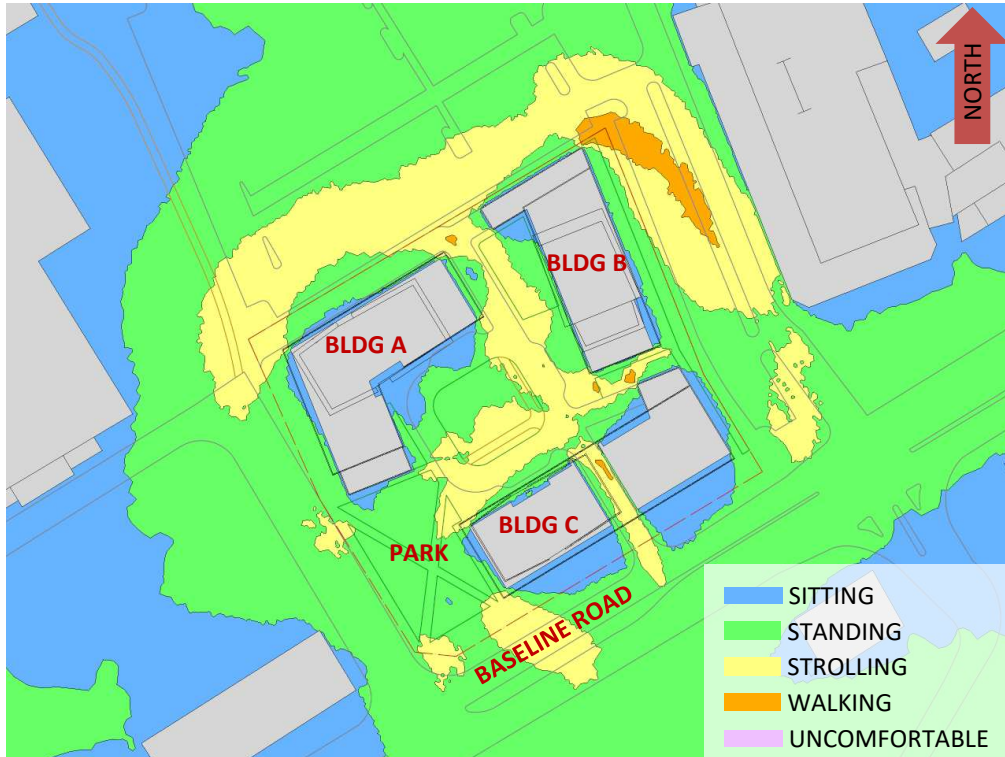 NORTH
BLDG B
BLDG A
BLDG C
PARK
BASELINE ROAD
SITTING
STANDING
STROLLING
WALKING
UNCOMFORTABLE